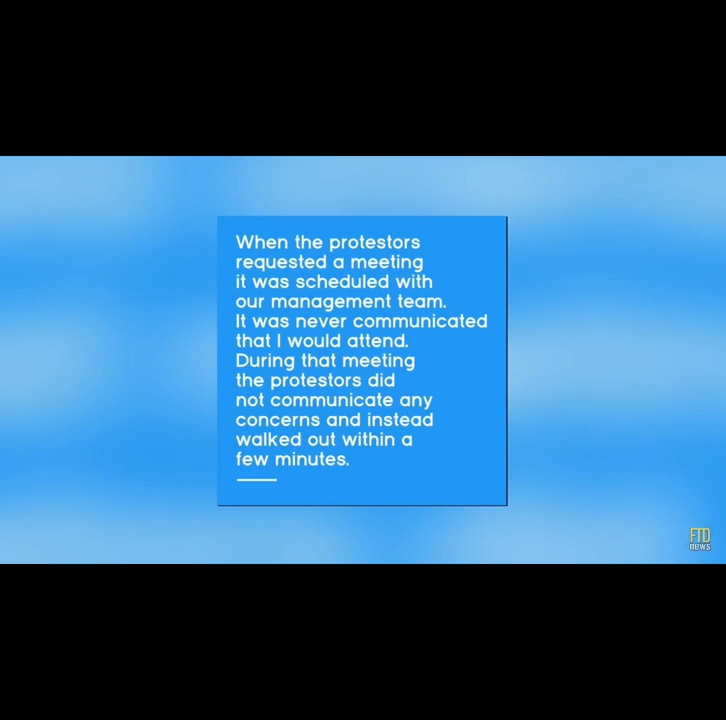 When the protestors
requested a meeting
it was scheduled with
our management team.
It was never communicated
that I would attend.
During that meeting
the protestors did
not communicate any
concerns and instead
walked out within a
few minutes.
FTD
news